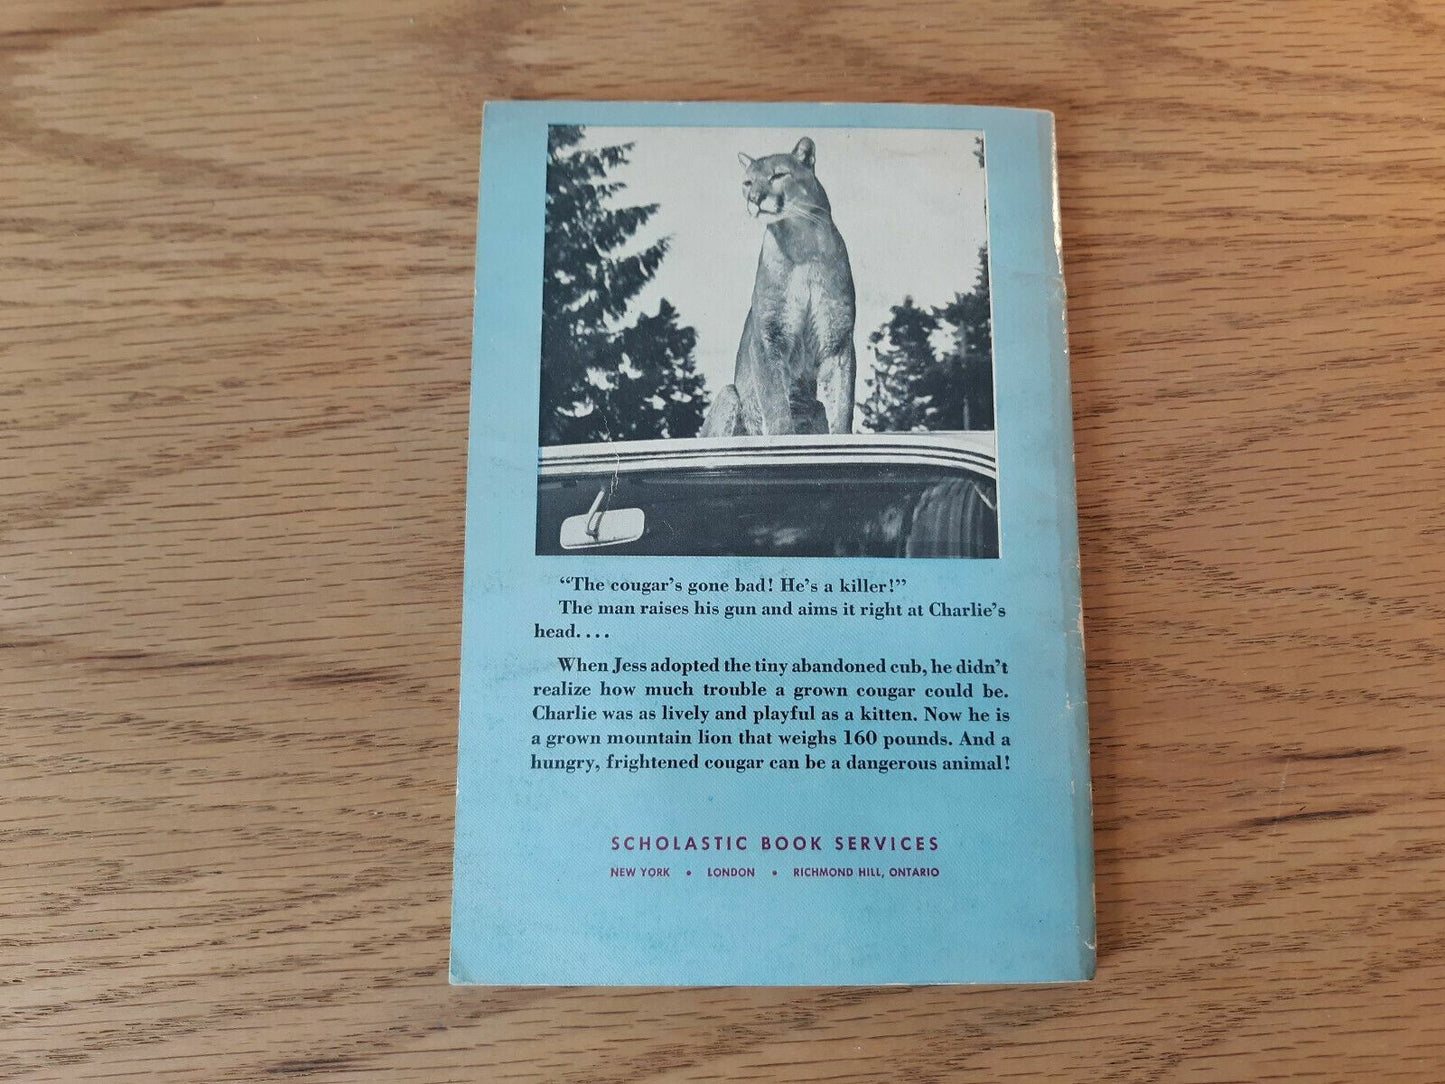 “The cougar’s gone bad! He’s a killer!”
The man raises his gun and aims it right at Charlie’s
head....
When Jess adopted the tiny abandoned cub, he didn’t
realize how much trouble a grown cougar could be.
Charlie was as lively and playful as a kitten. Now he is
a grown mountain lion that weighs 160 pounds. And a
hungry, frightened cougar can be a dangerous animal!
SCHOLASTIC BOOK SERVICES
NEW YORK • LONDON • RICHMOND HILL, ONTARIO